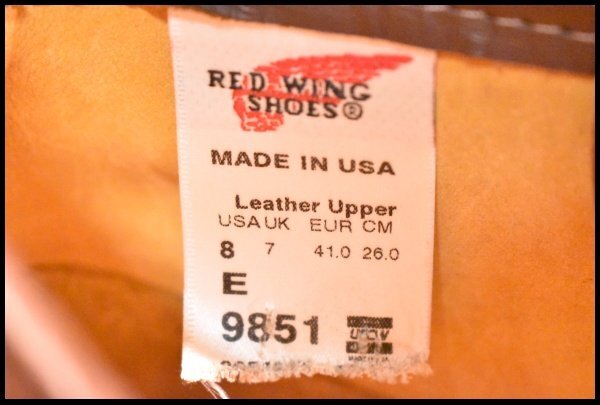 RED WING
SHOES®
MADE IN USA
Leather Upper
USA UK EUR CM
8 7 41.0 26.0
E
9851